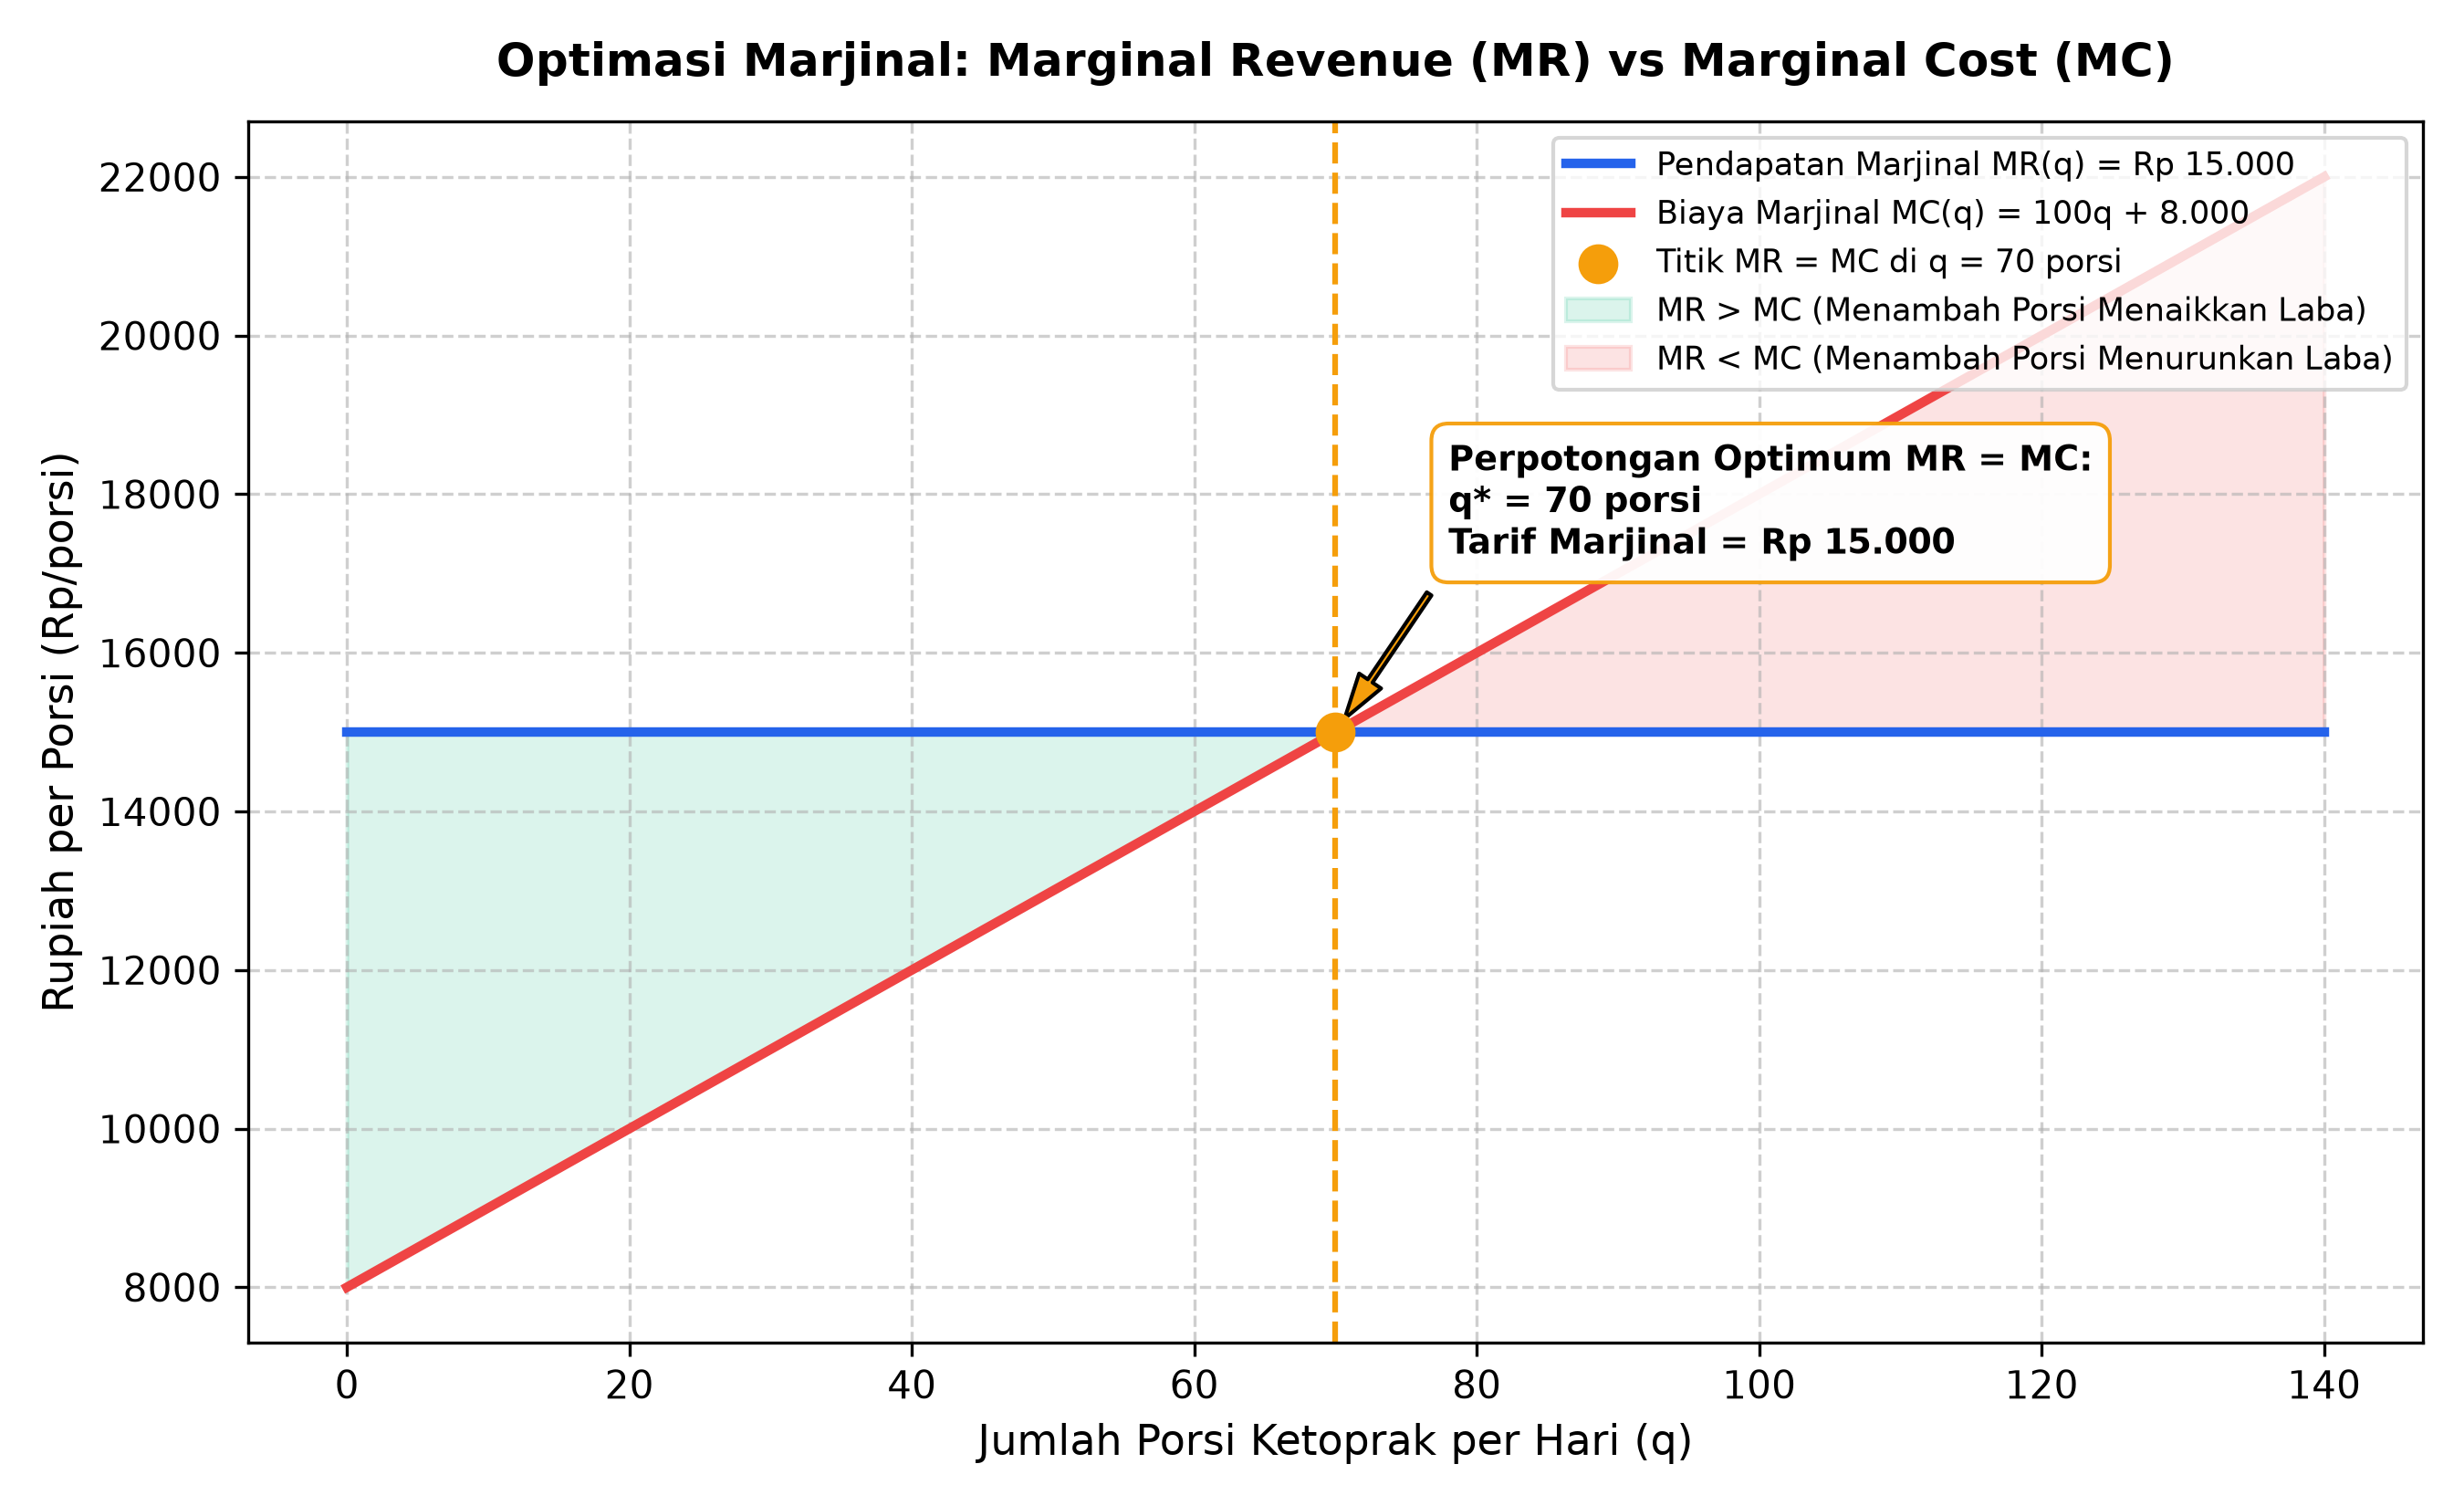 Optimasi Marjinal: Marginal Revenue (MR) vs Marginal Cost (MC)
Rupiah per Porsi (Rp/porsi)
22000
20000
18000
16000
14000
12000
10000
8000
Pendapatan Marjinal MR(q) = Rp 15.000
Biaya Marjinal MC(q) = 100q + 8.000
Titik MR = MC di q = 70 porsi
MR > MC (Menambah Porsi Menaikkan Laba)
MR < MC (Menambah Porsi Menurunkan Laba)
Perpotongan Optimum MR = MC:
q* = 70 porsi
Tarif Marjinal = Rp 15.000
0 20 40 60 80 100 120 140
Jumlah Porsi Ketoprak per Hari (q)